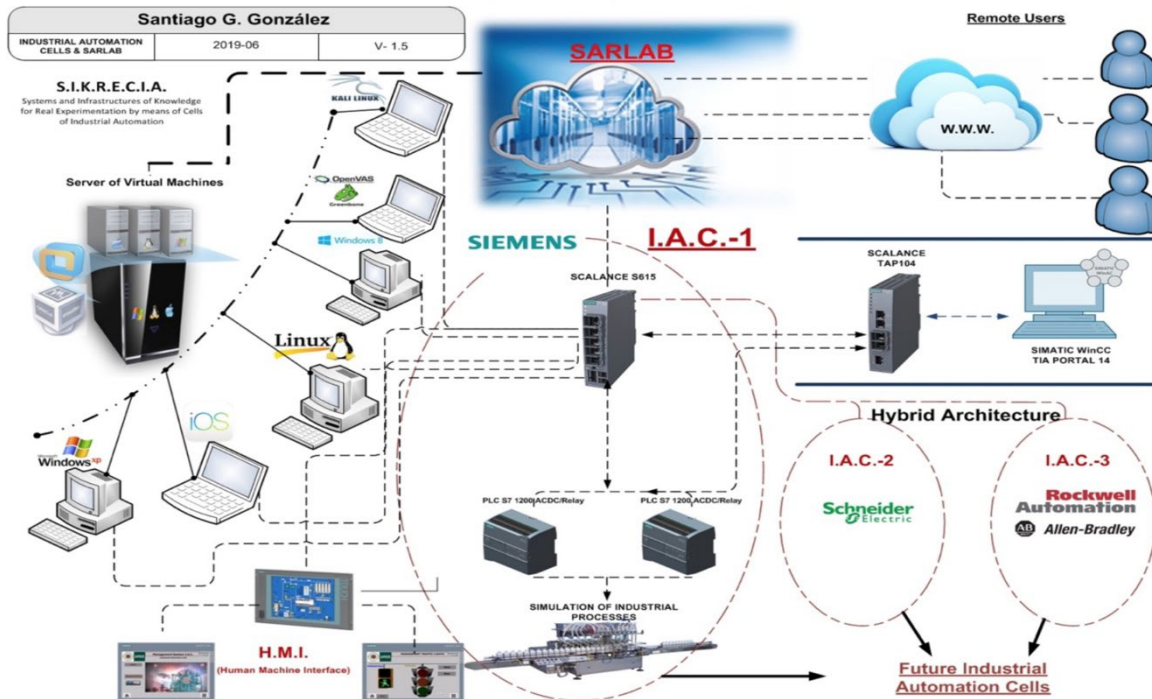 Santiago G. González
INDUSTRIAL AUTOMATION
CELLS & SARLAB
2019-06
V- 1.5
S.I.K.R.E.C.I.A.
Systems and Infrastructures of Knowledge
for Real Experimentation by means of Cells
of Industrial Automation
Server of Virtual Machines
KALI LINUX
OpenVAS
Greenbone
Windows 8
Linux
iOS
Microsoft
Windows xp
SARLAB
Remote Users
W.W.W.
SIEMENS
I.A.C.-1
SCALANCE S615
SCALANCE
TAP104
SIMATIC WinCC
TIA PORTAL 14
Hybrid Architecture
I.A.C.-2
Schneider
Electric
I.A.C.-3
Rockwell
Automation
AB Allen-Bradley
PLC S7 1200 ACDC/Relay
PLC S7 1200 ACDC/Relay
SIMULATION OF INDUSTRIAL
PROCESSES
H.M.I.
(Human Machine Interface)
Future Industrial
Automation Cells